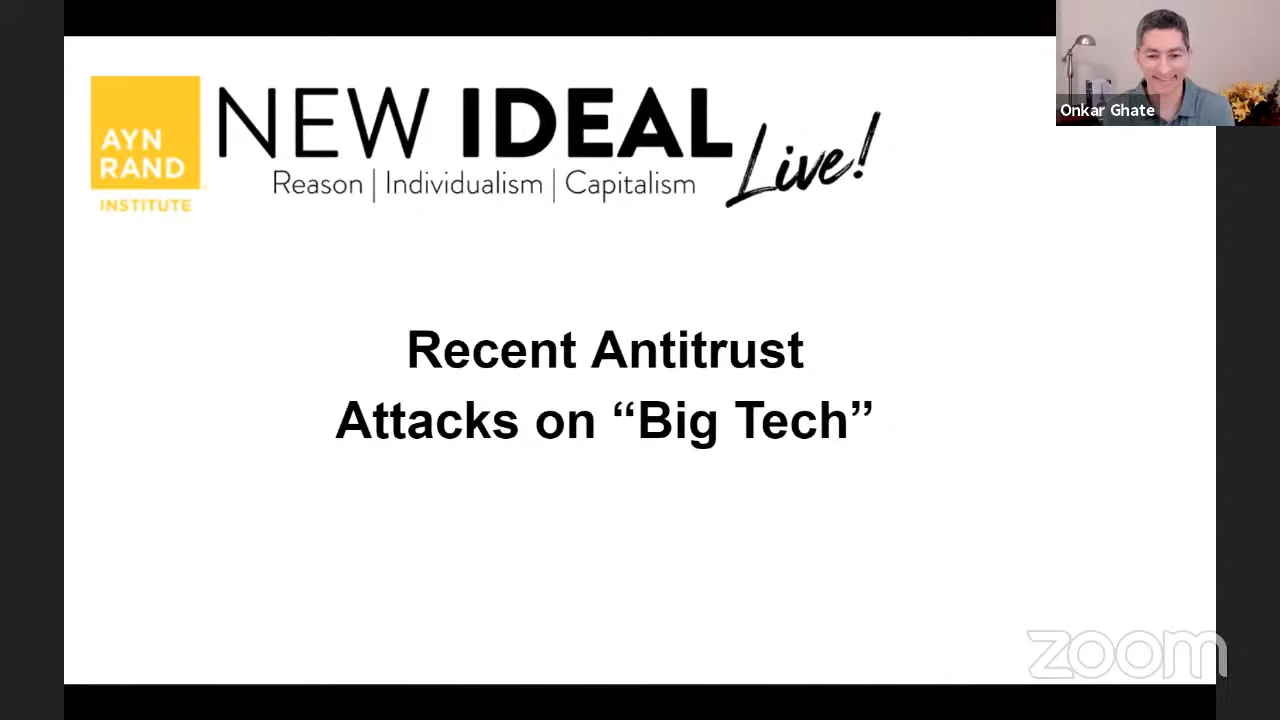 Onkar Ghate
AYN
RAND
INSTITUTE
NEW IDEAL Live!
Reason | Individualism | Capitalism
Recent Antitrust
Attacks on “Big Tech”
zoom